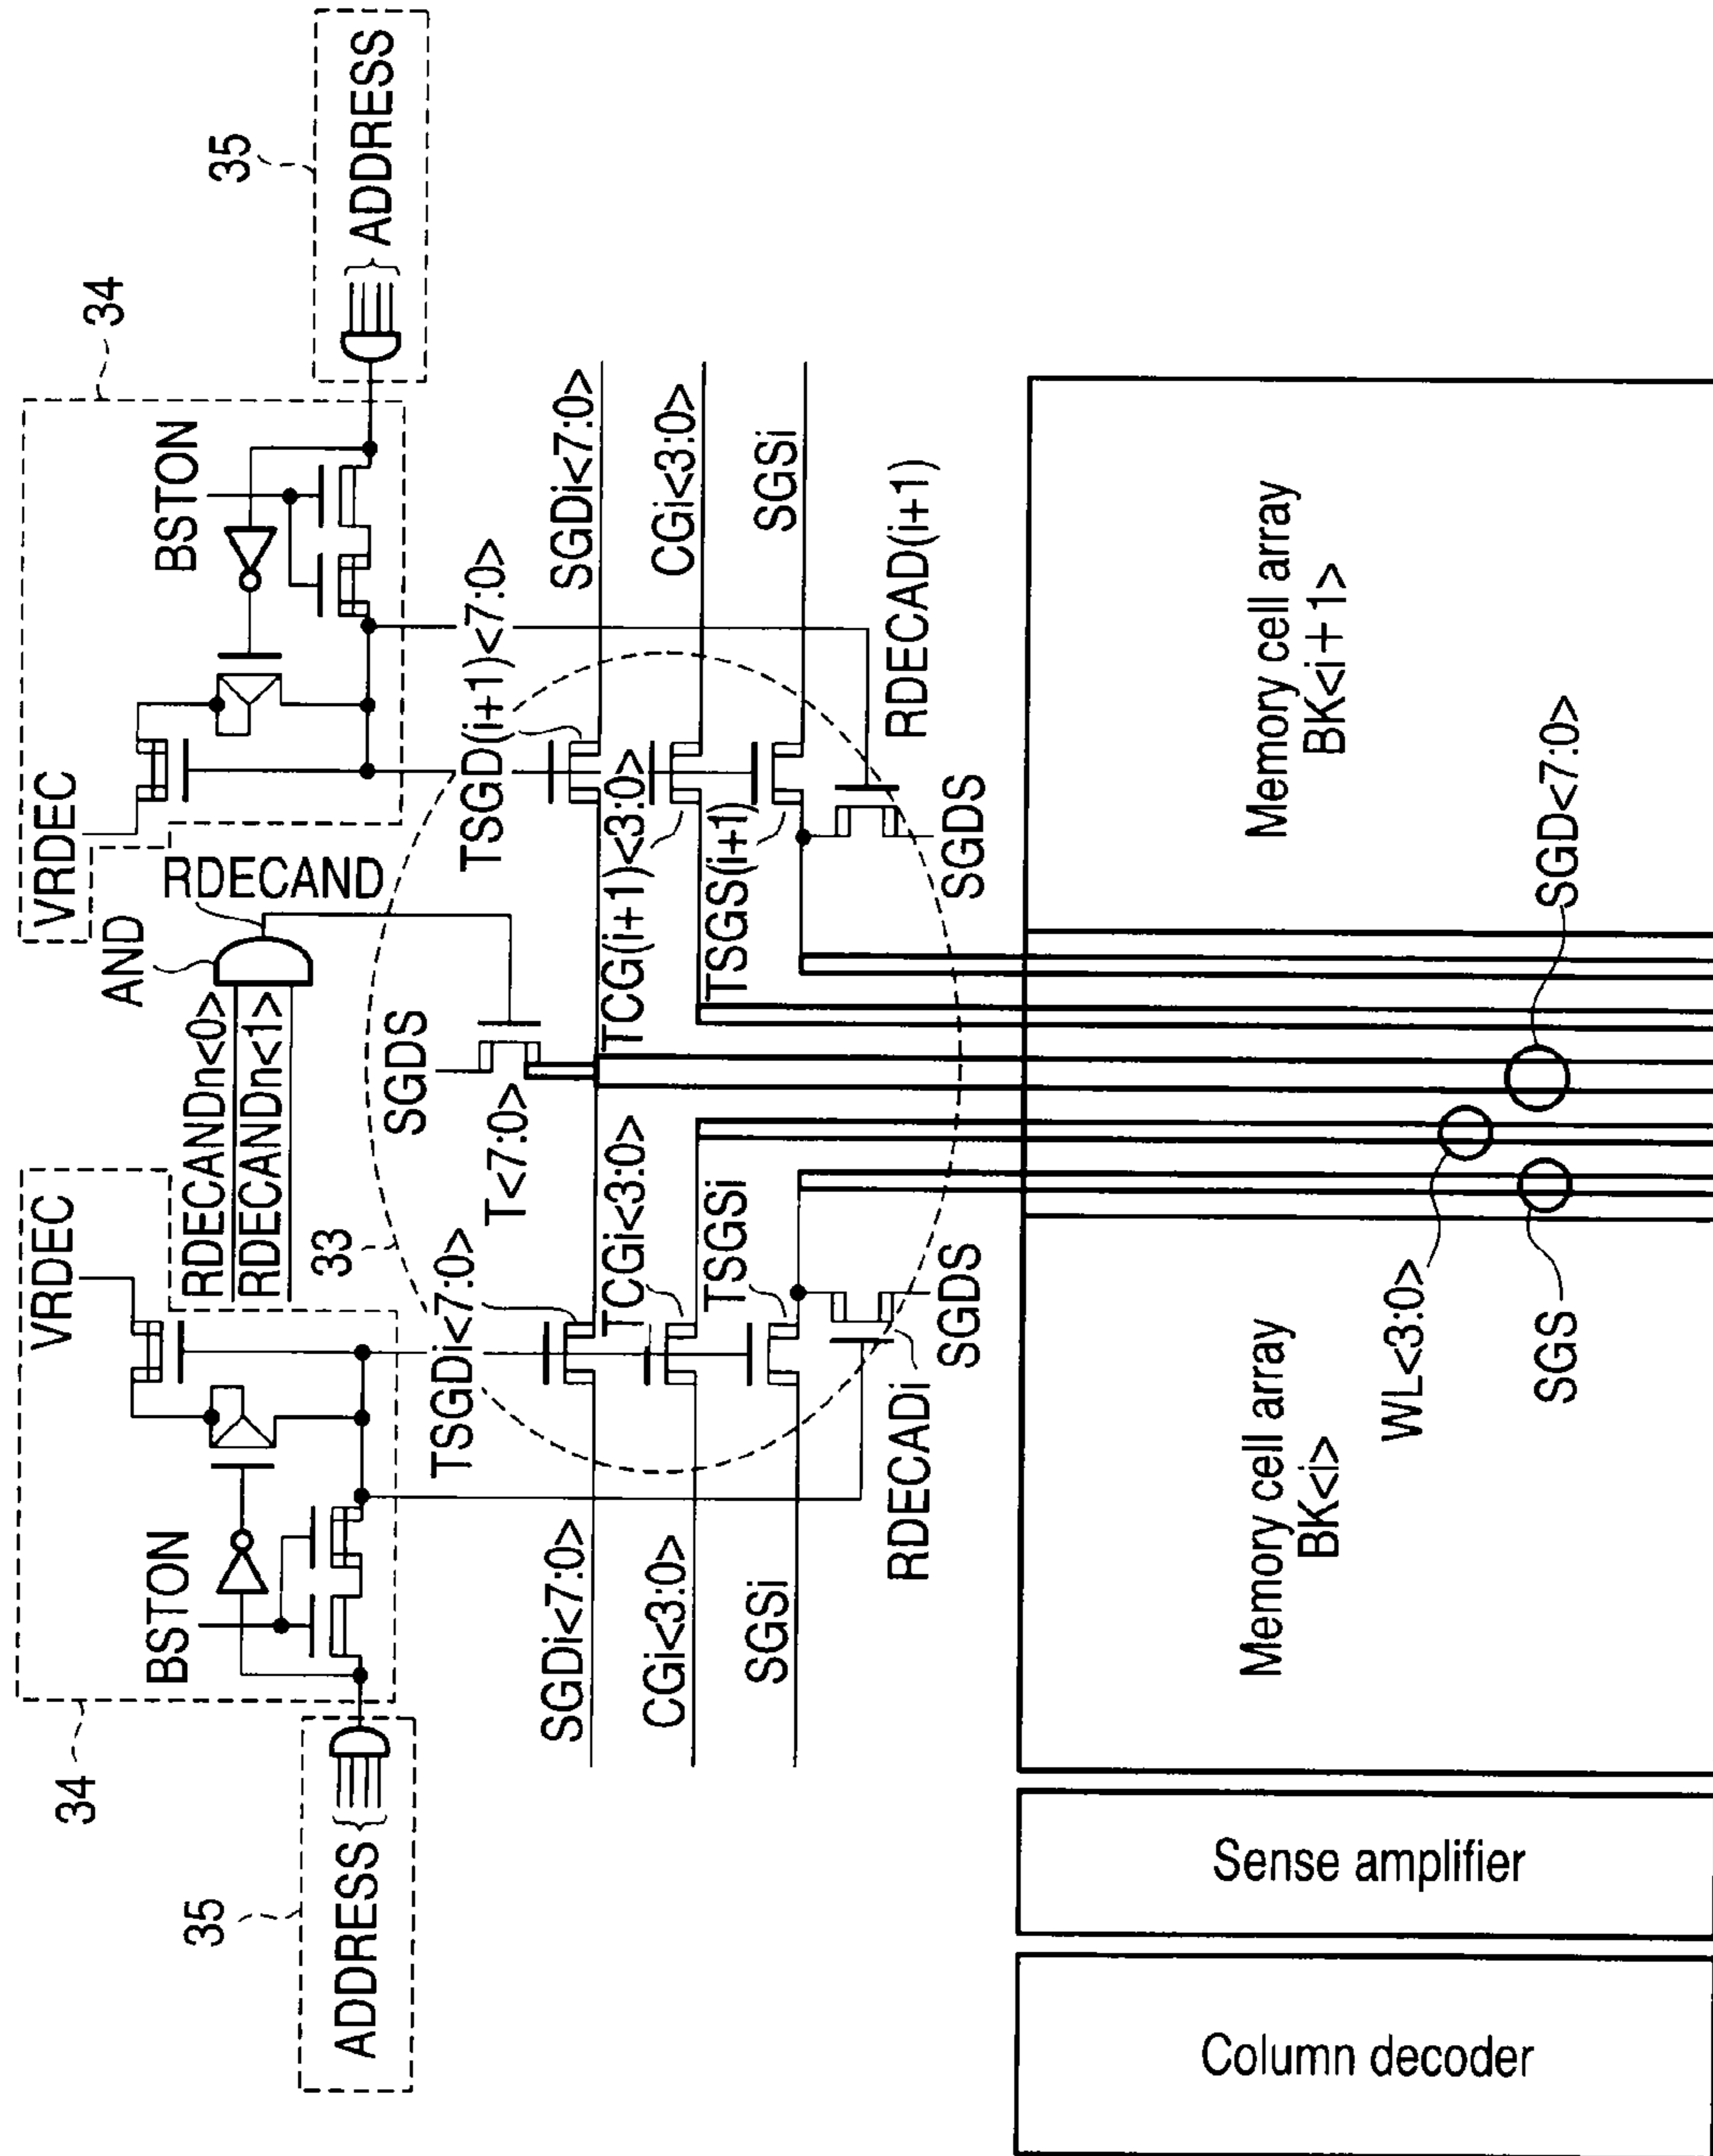 35
ADDRESS
34
BSTON
VRDEC
RDECANDn<0>
RDECANDn<1>
AND
RDECAND
VRDEC
BSTON
34
35
ADDRESS
33
SGDS
T<7:0>
TSGDi<7:0>
TCGi<3:0>
TSGSi
TSGD(i+1)<7:0>
TCG(i+1)<3:0>
TSGS(i+1)
SGDi<7:0>
CGi<3:0>
SGSi
SGDi<7:0>
CGi<3:0>
SGSi
RDECADi
SGDS
SGDS
RDECAD(i+1)
Column decoder
Sense amplifier
Memory cell array
BK<i>
WL<3:0>
SGS
SGD<7:0>
Memory cell array
BK<i+1>